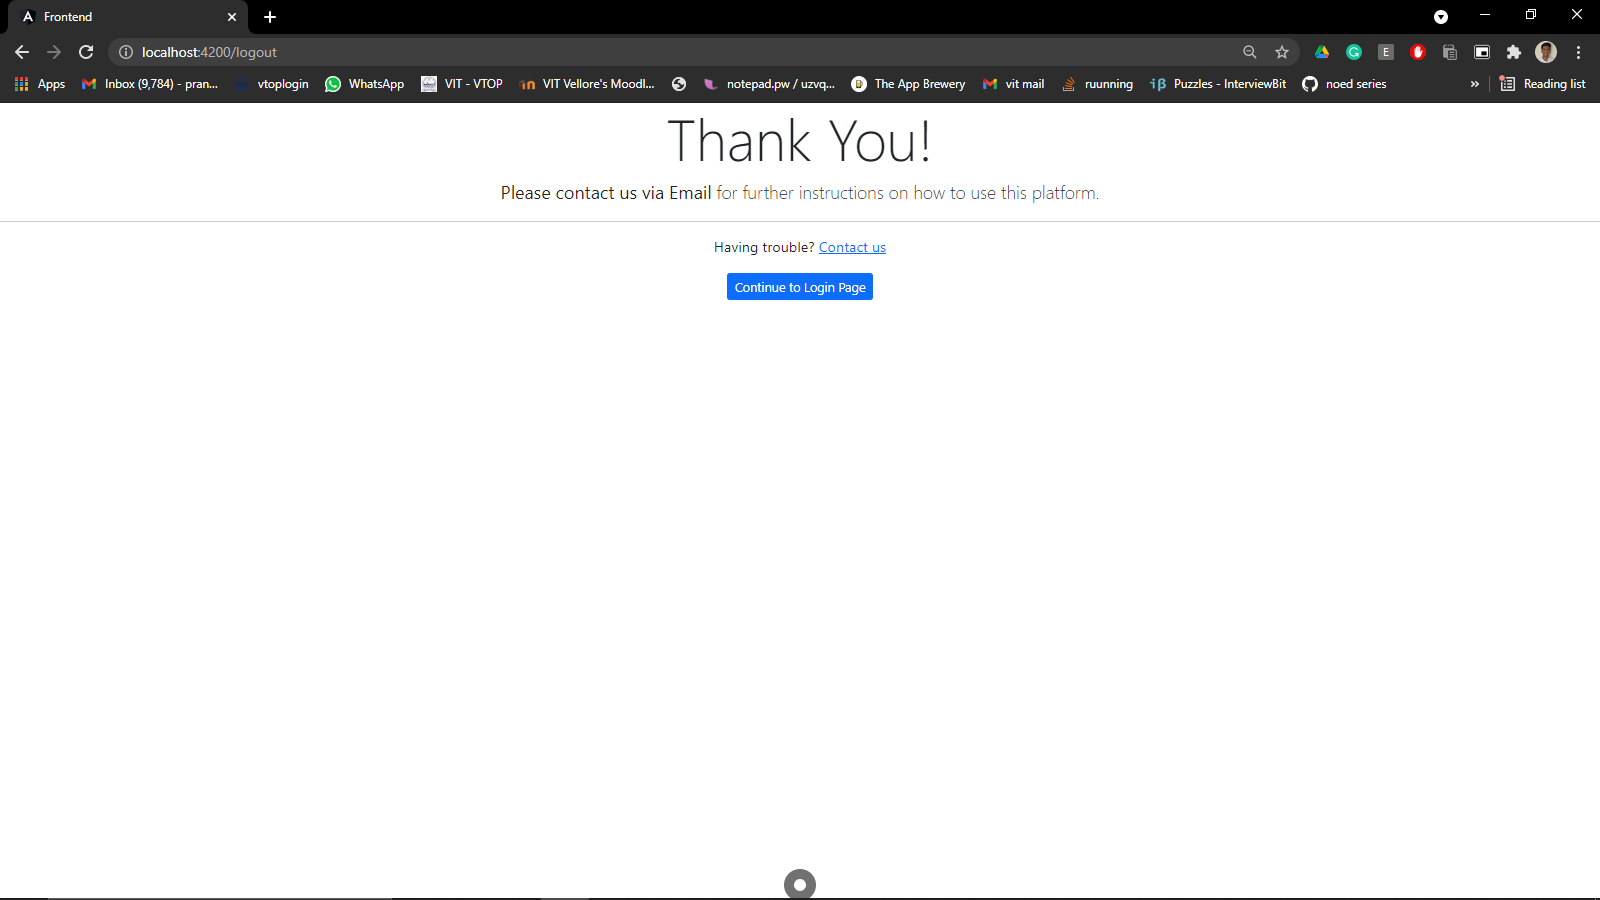 Frontend
localhost:4200/logout
Apps Inbox (9,784) - pran... vtoplogin WhatsApp VIT - VTOP VIT Vellore's Moodl... notepad.pw / uzvq... The App Brewery vit mail ruunning Puzzles - InterviewBit noed series » Reading list
Thank You!
Please contact us via Email for further instructions on how to use this platform.
Having trouble? Contact us
Continue to Login Page